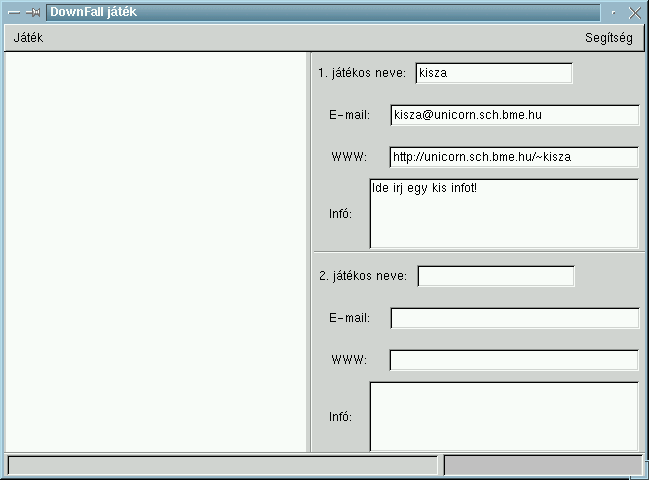 DownFall játék
Játék Segítség
1. játékos neve: kisza
E-mail: kisza@unicorn.sch.bme.hu
WWW: http://unicorn.sch.bme.hu/~kisza
Infó: Ide irj egy kis infot!
2. játékos neve:
E-mail:
WWW:
Infó: